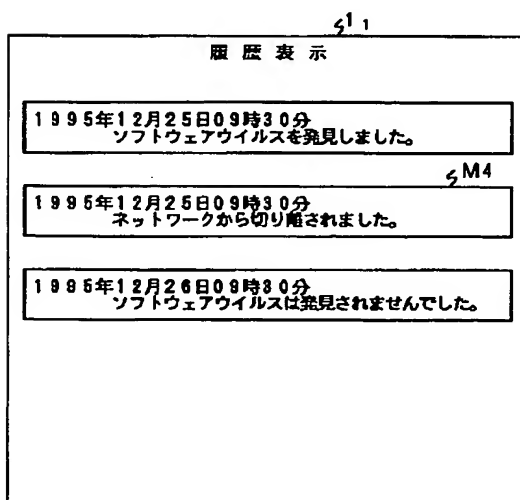 11
履歴表示
1995年12月25日09時30分
ソフトウェアウイルスを発見しました。
M4
1995年12月25日09時30分
ネットワークから切り離されました。
1995年12月26日09時30分
ソフトウェアウイルスは発見されませんでした。